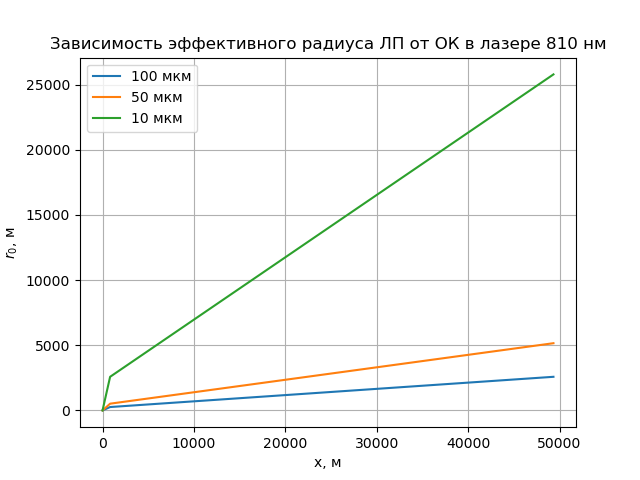 Зависимость эффективного радиуса ЛП от ОК в лазере 810 нм
100 мкм
50 мкм
10 мкм
25000
20000
15000
10000
5000
0
r₀, м
0 10000 20000 30000 40000 50000
x, м